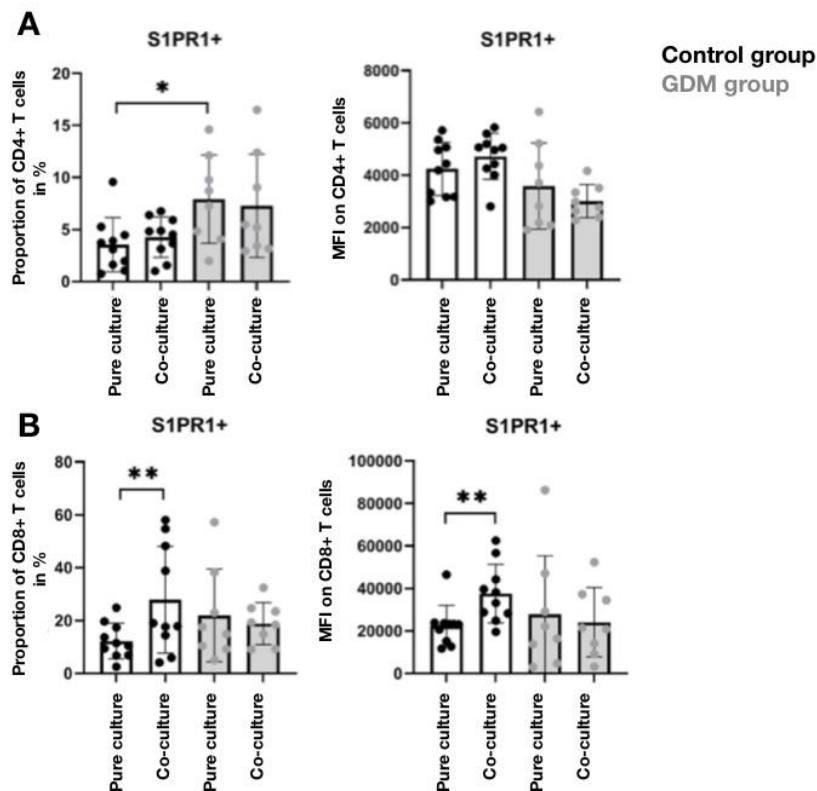 A
S1PR1+
S1PR1+
Control group
GDM group
Proportion of CD4+ T cells
in %
20
15
10
5
0
*
Pure culture
Co-culture
Pure culture
Co-culture
MFI on CD4+ T cells
8000
6000
4000
2000
0
Pure culture
Co-culture
Pure culture
Co-culture
B
S1PR1+
S1PR1+
Proportion of CD8+ T cells
in %
80
60
40
20
0
**
Pure culture
Co-culture
Pure culture
Co-culture
MFI on CD8+ T cells
100000
80000
60000
40000
20000
0
**
Pure culture
Co-culture
Pure culture
Co-culture